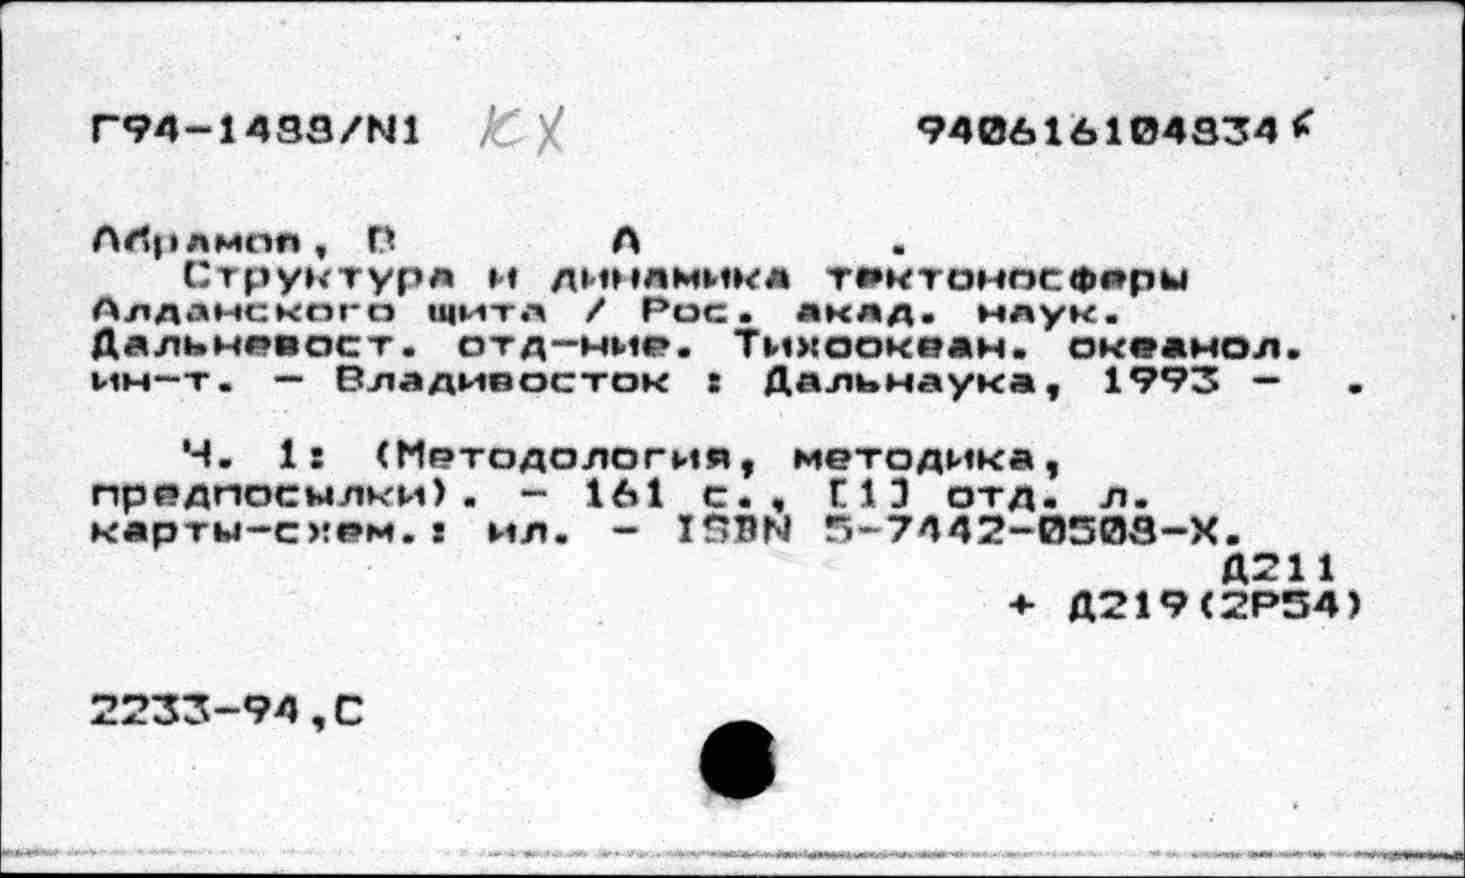 Г94-1488/N1 КХ 940616104834
Абрамов, В А .
Структура и динамика тектоносферы
Алданского щита / Рос. акад. наук.
Дальневост. отд-ние. Тихоокеан. океанол.
ин-т. — Владивосток : Дальнаука, 1993 - .
Ч. 1: (Методология, методика,
предпосылки). - 161 с., [1] отд. л.
карты-схем.: ил. - ISBN 5-7442-0508-X.
Д211
+ Д219(2Р54)
2233-94,С